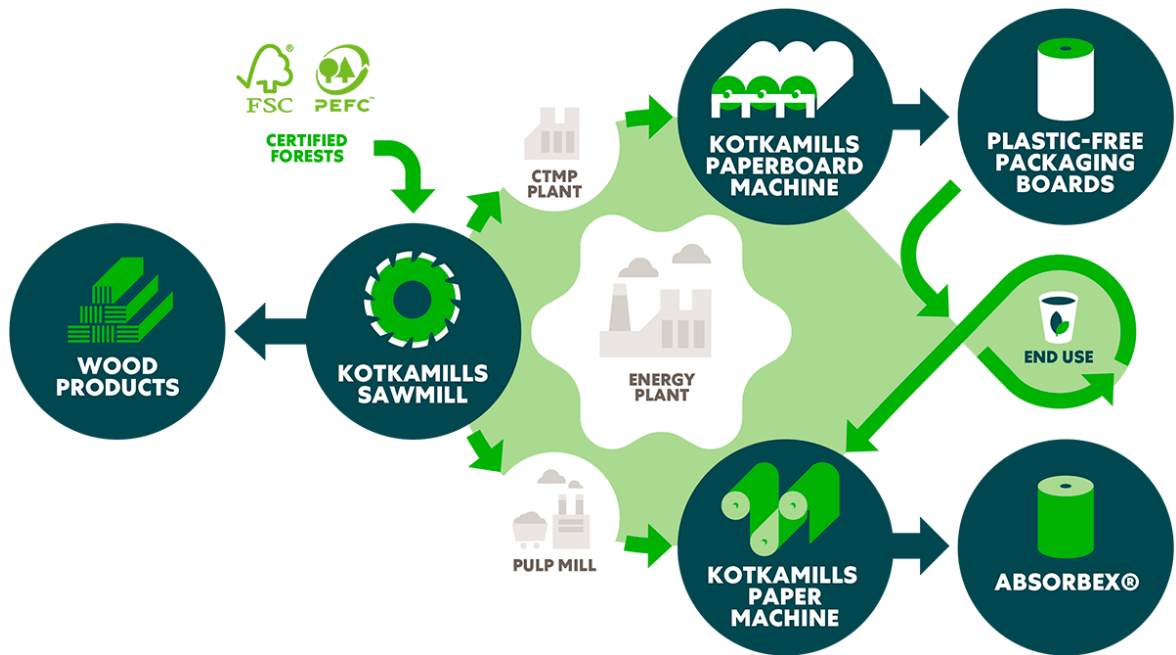 FSC®
PEFC™
CERTIFIED
FORESTS
CTMP
PLANT
KOTKAMILLS
PAPERBOARD
MACHINE
PLASTIC-FREE
PACKAGING
BOARDS
WOOD
PRODUCTS
KOTKAMILLS
SAWMILL
ENERGY
PLANT
END USE
PULP MILL
KOTKAMILLS
PAPER
MACHINE
ABSORBEX®